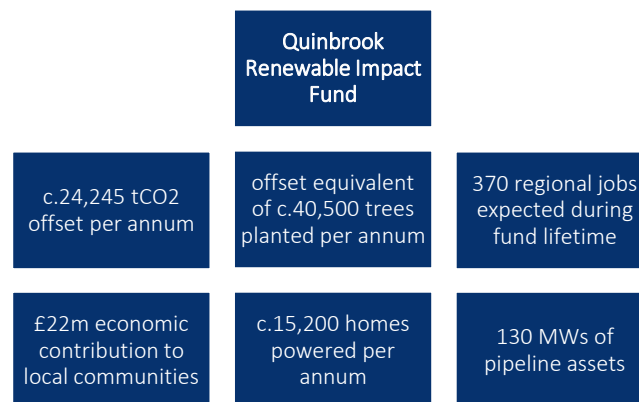 Quinbrook
Renewable Impact
Fund
c.24,245 tCO2
offset per annum
offset equivalent
of c.40,500 trees
planted per annum
370 regional jobs
expected during
fund lifetime
£22m economic
contribution to
local communities
c.15,200 homes
powered per
annum
130 MWs of
pipeline assets